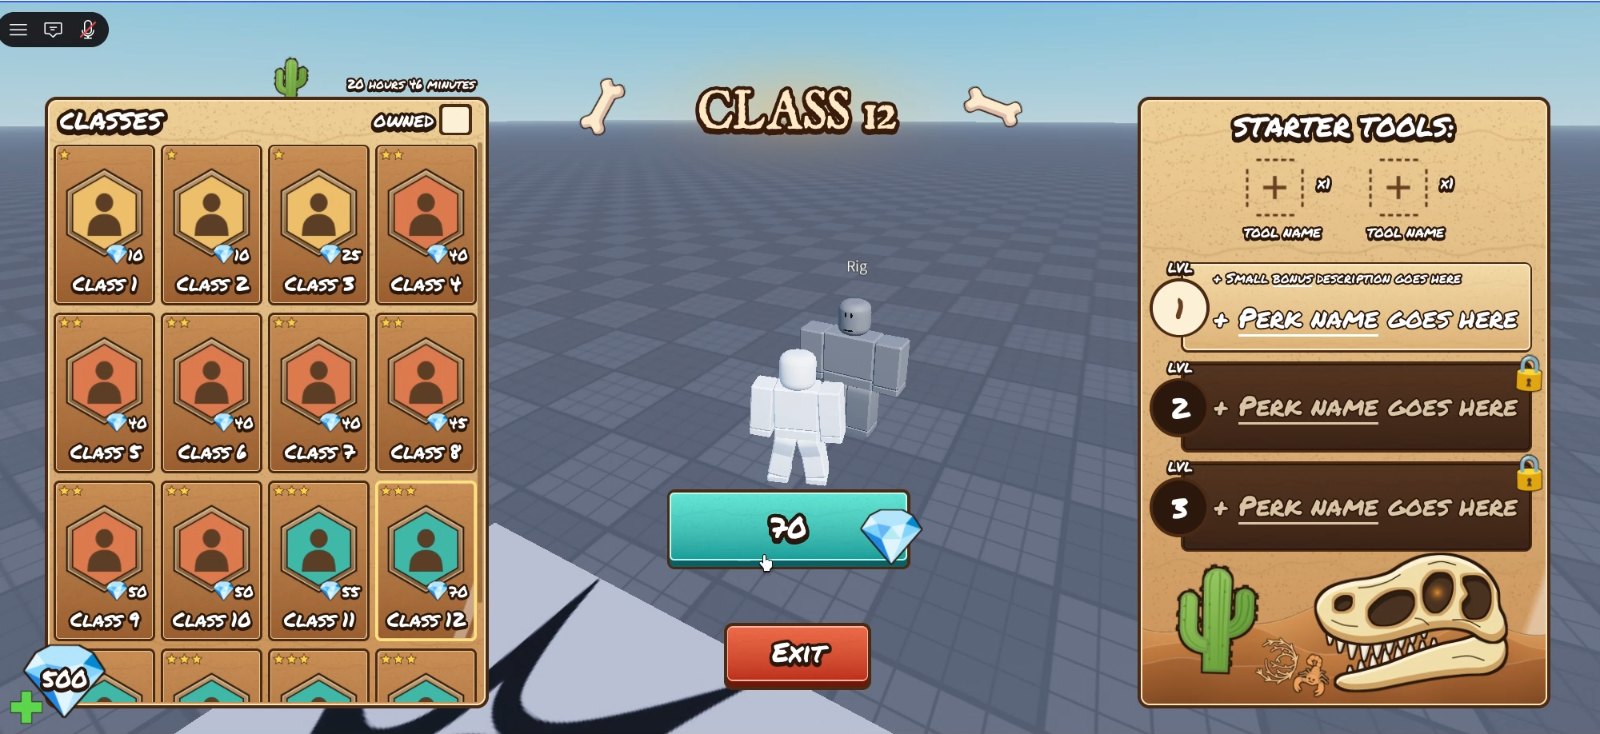 20 HOURS 46 MINUTES
CLASSES
OWNED
10
CLASS 1
10
CLASS 2
25
CLASS 3
40
CLASS 4
40
CLASS 5
40
CLASS 6
40
CLASS 7
45
CLASS 8
50
CLASS 9
50
CLASS 10
55
CLASS 11
70
CLASS 12
500
CLASS 12
Rig
70
EXIT
STARTER TOOLS:
X1
X1
TOOL NAME
TOOL NAME
LVL
1
+ SMALL BONUS DESCRIPTION GOES HERE
+ PERK NAME GOES HERE
LVL
2
+ PERK NAME GOES HERE
LVL
3
+ PERK NAME GOES HERE